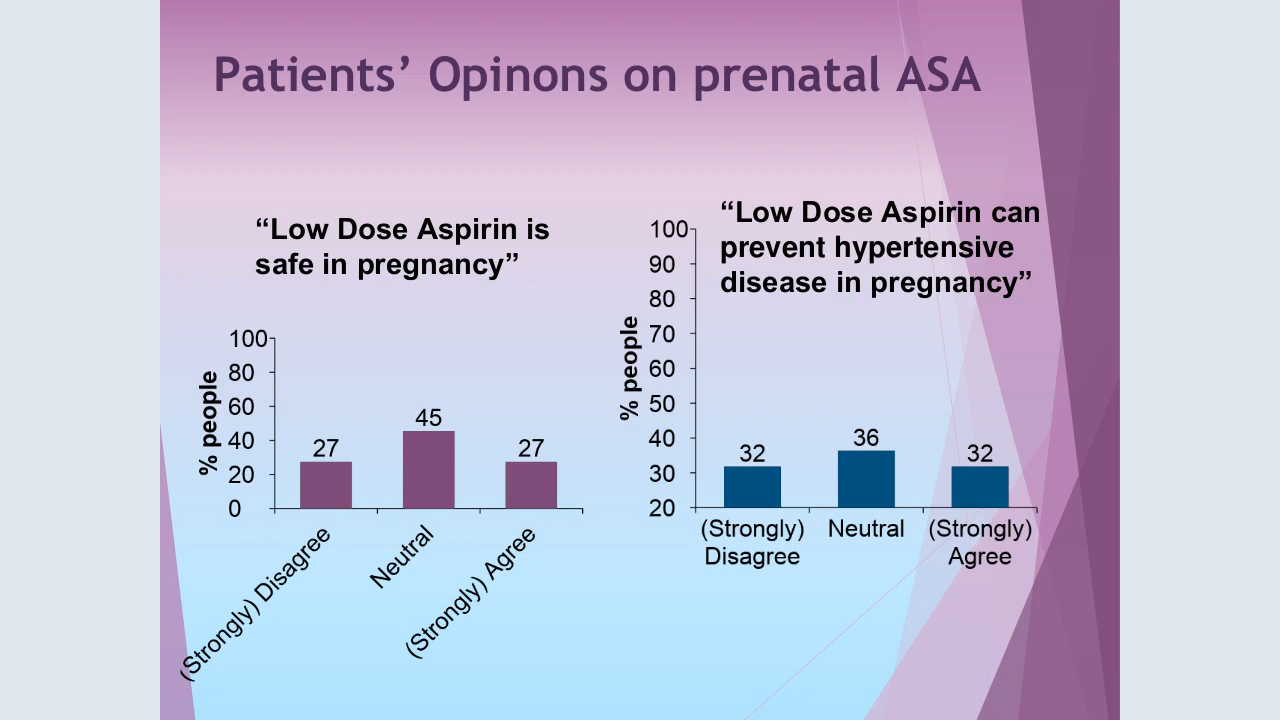 Patients’ Opinons on prenatal ASA
“Low Dose Aspirin is
safe in pregnancy”
% people
100
80
60
40
20
0
27
45
27
(Strongly) Disagree
Neutral
(Strongly) Agree
“Low Dose Aspirin can
prevent hypertensive
disease in pregnancy”
% people
100
90
80
70
60
50
40
30
20
32
36
32
(Strongly)
Disagree
Neutral
(Strongly)
Agree